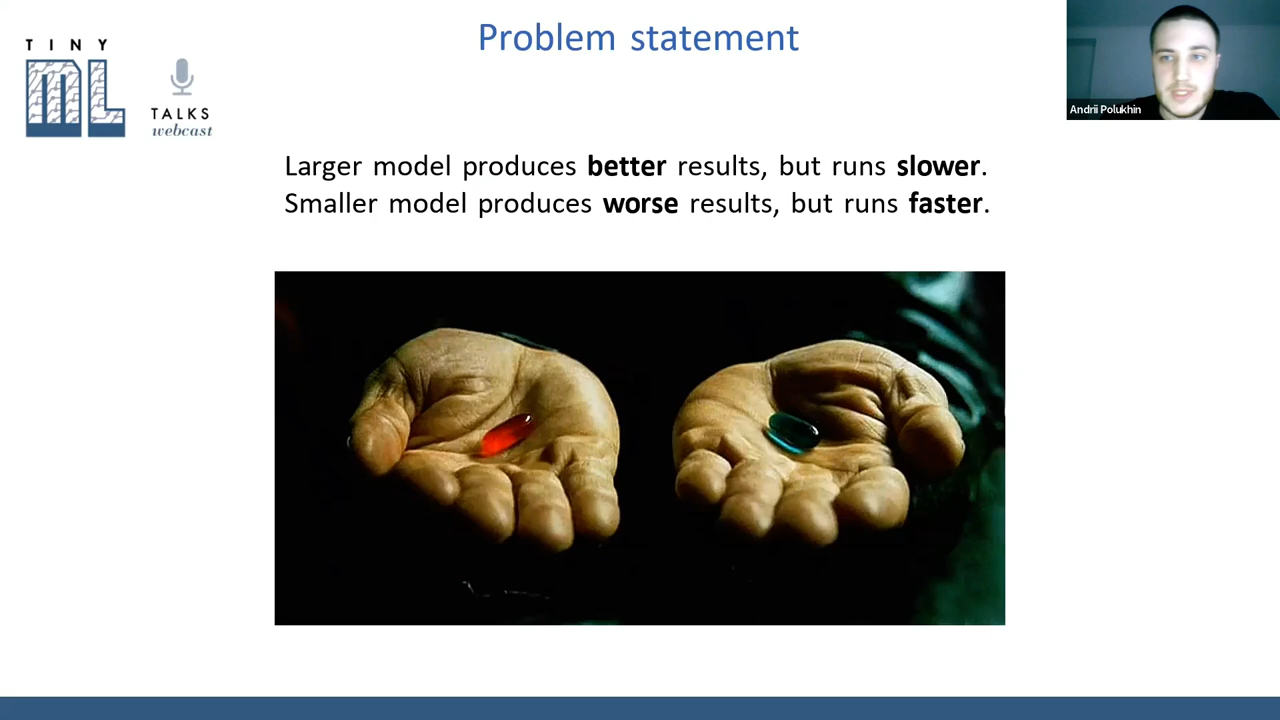 Problem statement
TINY
ML
TALKS
webcast
Andrii Polukhin
Larger model produces better results, but runs slower.
Smaller model produces worse results, but runs faster.